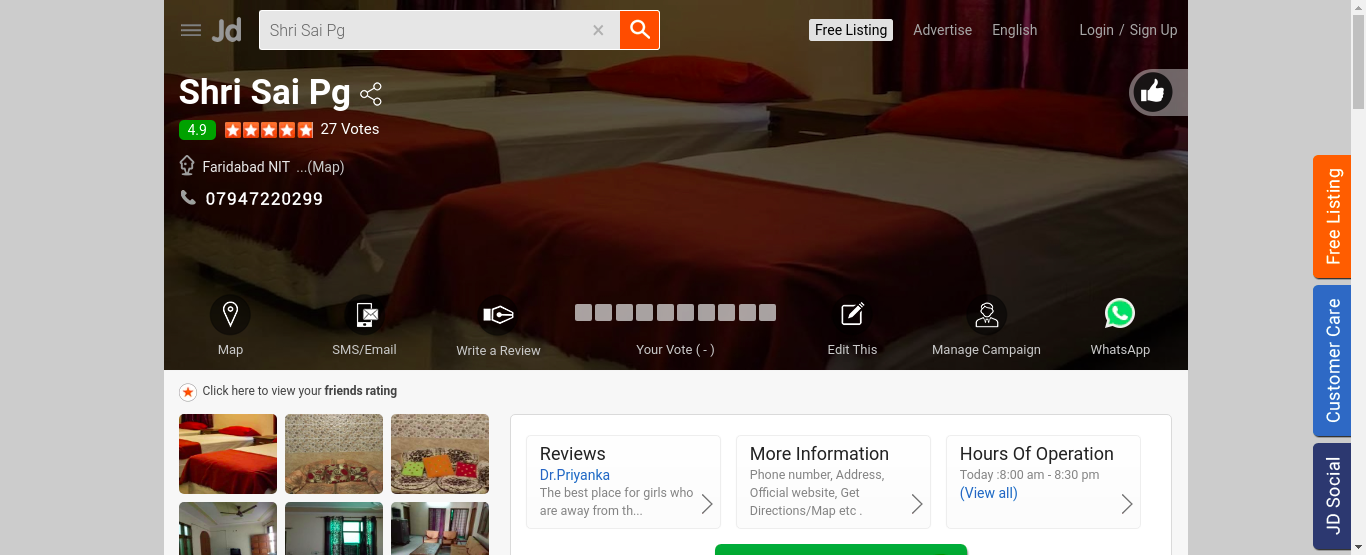 Jd
Shri Sai Pg
Free Listing
Advertise
English
Login / Sign Up
Shri Sai Pg
4.9
27 Votes
Faridabad NIT ...(Map)
07947220299
Map
SMS/Email
Write a Review
Your Vote ( - )
Edit This
Manage Campaign
WhatsApp
Free Listing
Customer Care
JD Social
Click here to view your friends rating
Reviews
Dr.Priyanka
The best place for girls who
are away from th...
More Information
Phone number, Address,
Official website, Get
Directions/Map etc .
Hours Of Operation
Today :8:00 am - 8:30 pm
(View all)